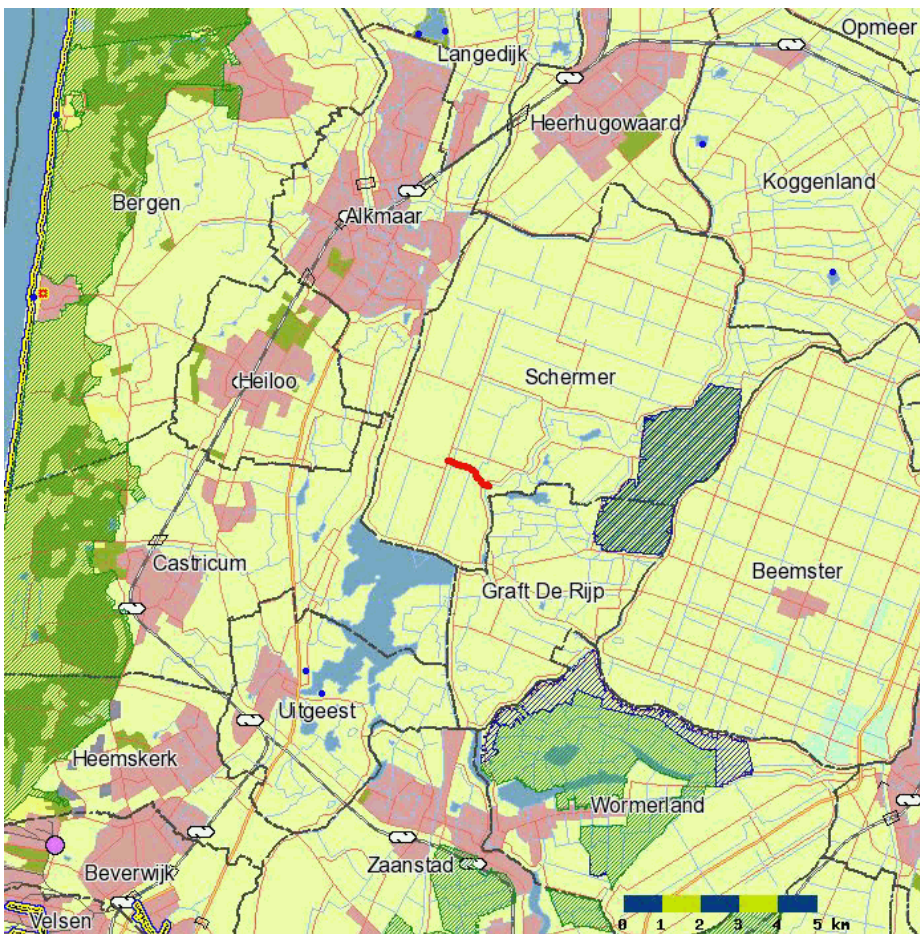 Opmeer
Langedijk
Heerhugowaard
Koggenland
Bergen
Alkmaar
Schermer
Heiloo
Castricum
Beemster
Graft De Rijp
Uitgeest
Heemskerk
Wormerland
Zaanstad
Beverwijk
Velsen
0 1 2 3 4 5 km